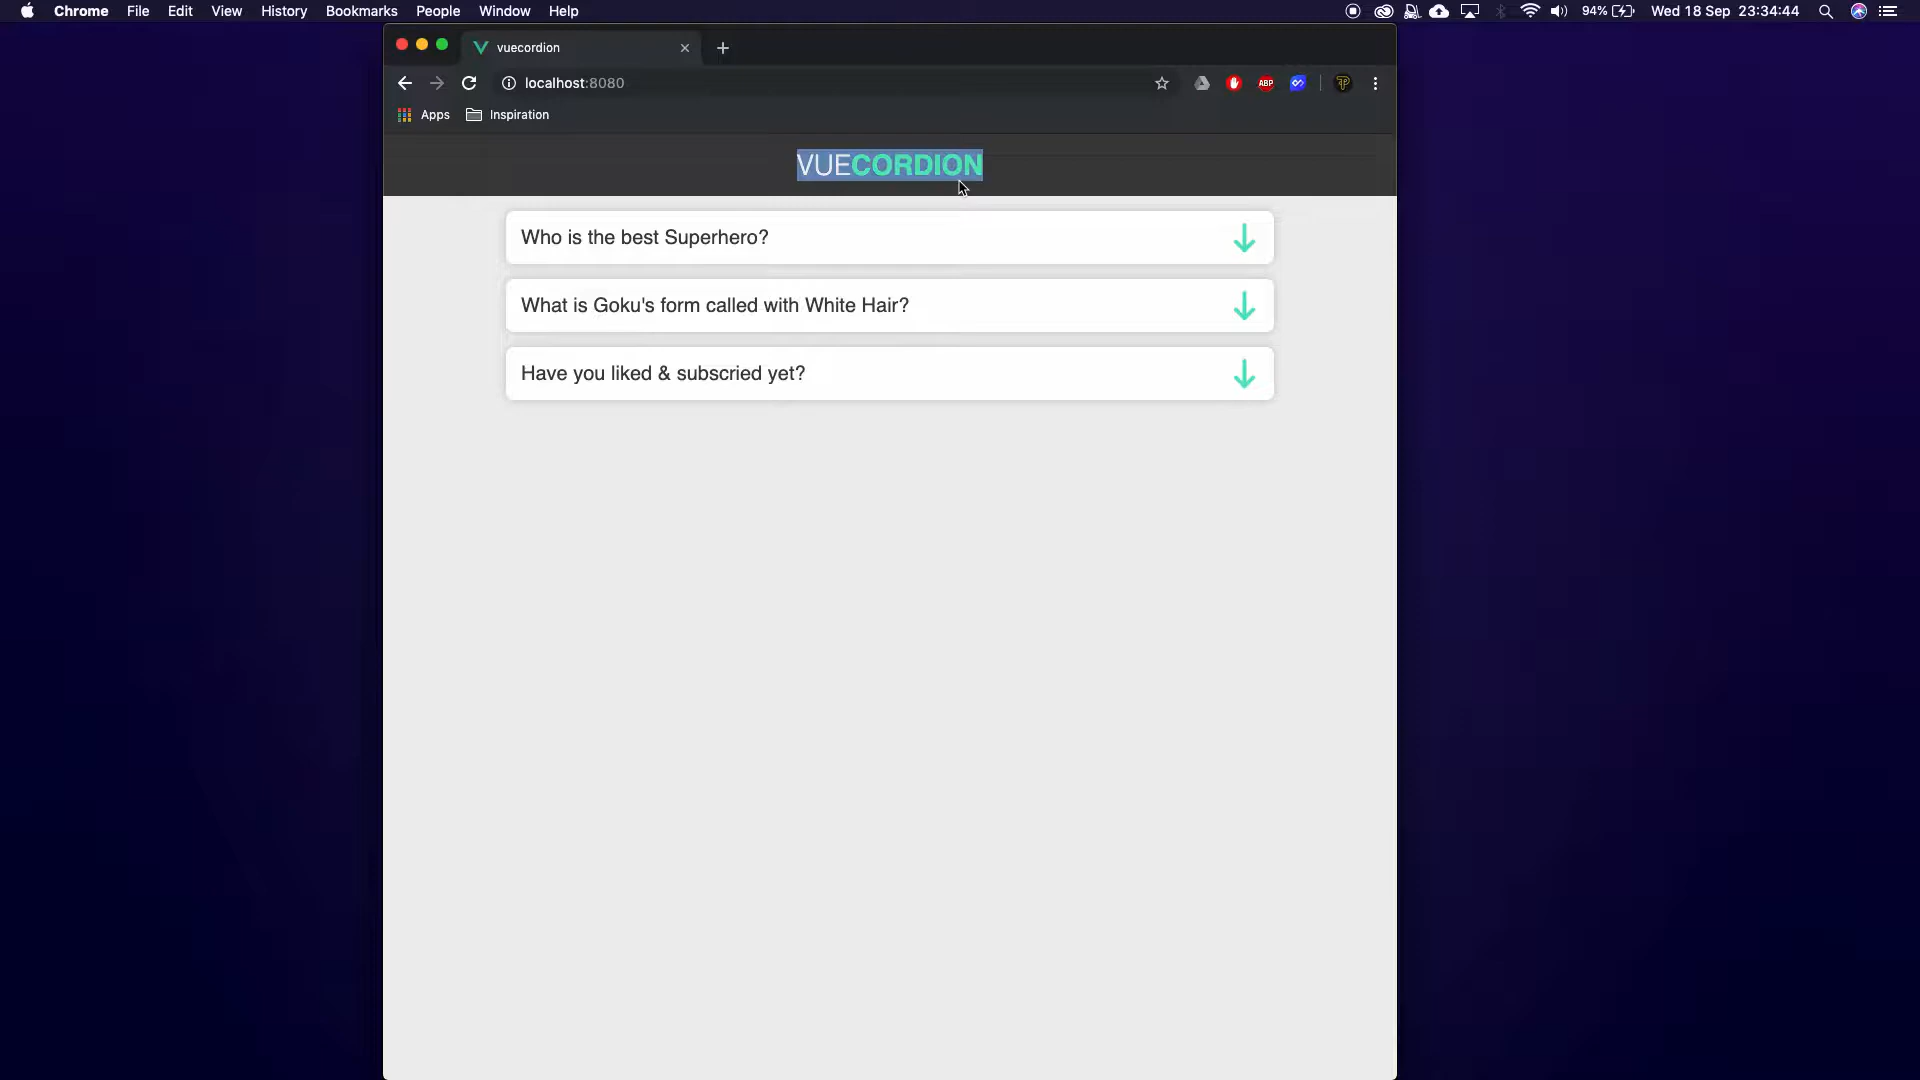 Chrome File Edit View History Bookmarks People Window Help 94% Wed 18 Sep 23:34:44
vuecordion
localhost:8080 ABP
Apps Inspiration
VUECORDION
Who is the best Superhero?
What is Goku's form called with White Hair?
Have you liked & subscried yet?